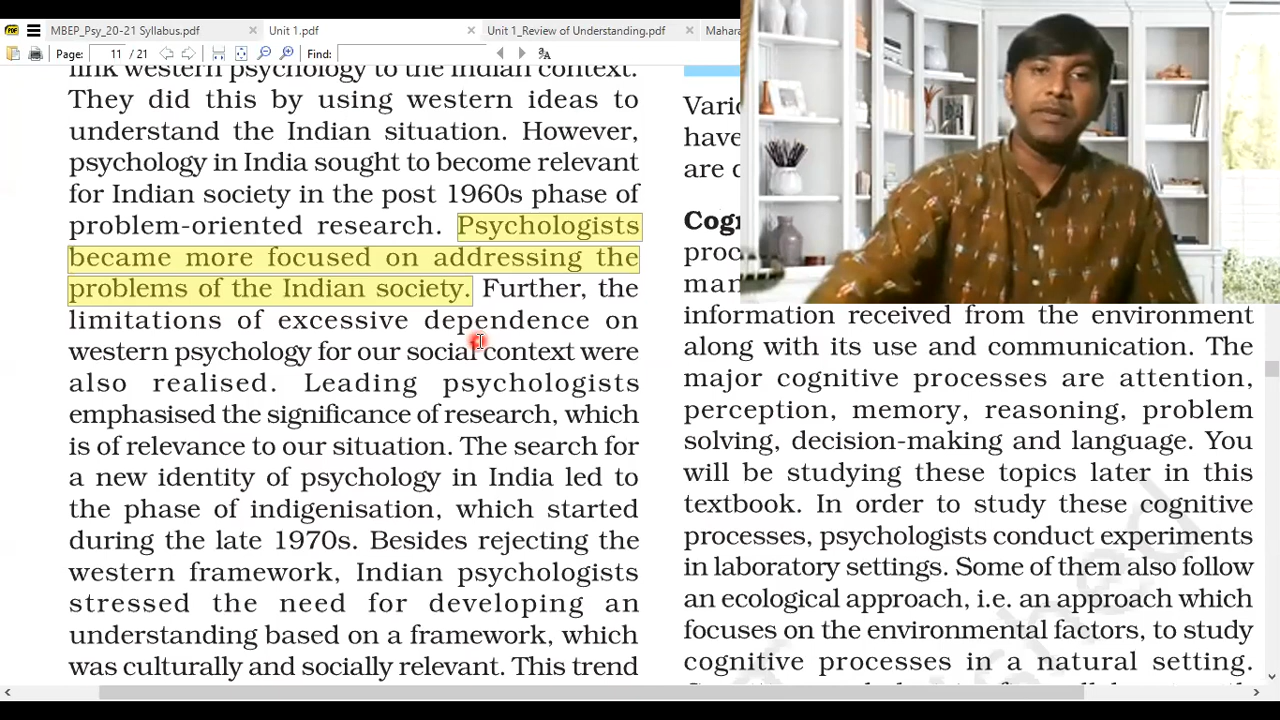 MBEP_Psy_20-21 Syllabus.pdf
Unit 1.pdf
Unit 1_Review of Understanding.pdf
Mahara
Page: 11 / 21
Find:
link western psychology to the Indian context.
They did this by using western ideas to
understand the Indian situation. However,
psychology in India sought to become relevant
for Indian society in the post 1960s phase of
problem-oriented research. Psychologists
became more focused on addressing the
problems of the Indian society. Further, the
limitations of excessive dependence on
western psychology for our social context were
also realised. Leading psychologists
emphasised the significance of research, which
is of relevance to our situation. The search for
a new identity of psychology in India led to
the phase of indigenisation, which started
during the late 1970s. Besides rejecting the
western framework, Indian psychologists
stressed the need for developing an
understanding based on a framework, which
was culturally and socially relevant. This trend
Vario
have
are d
Cogn
proc
man
information received from the environment
along with its use and communication. The
major cognitive processes are attention,
perception, memory, reasoning, problem
solving, decision-making and language. You
will be studying these topics later in this
textbook. In order to study these cognitive
processes, psychologists conduct experiments
in laboratory settings. Some of them also follow
an ecological approach, i.e. an approach which
focuses on the environmental factors, to study
cognitive processes in a natural setting.